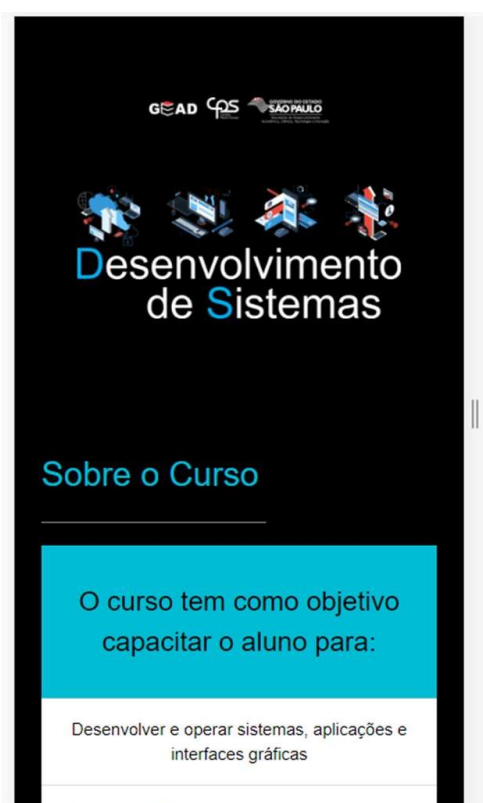 GEAD CPS GOVERNO DO ESTADO
SÃO PAULO
Desenvolvimento
de Sistemas
Sobre o Curso
O curso tem como objetivo
capacitar o aluno para:
Desenvolver e operar sistemas, aplicações e
interfaces gráficas